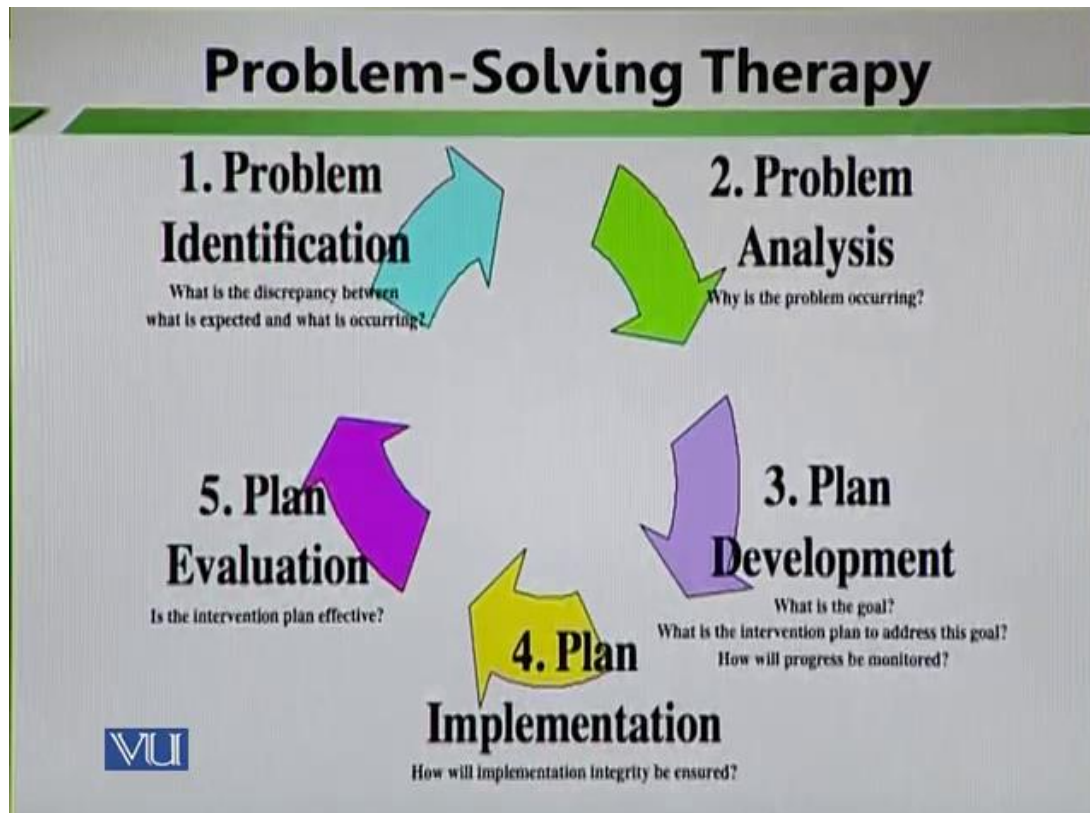 Problem-Solving Therapy
1. Problem
Identification
What is the discrepancy between
what is expected and what is occurring?
2. Problem
Analysis
Why is the problem occurring?
3. Plan
Development
What is the goal?
What is the intervention plan to address this goal?
How will progress be monitored?
4. Plan
Implementation
How will implementation integrity be ensured?
5. Plan
Evaluation
Is the intervention plan effective?
VU